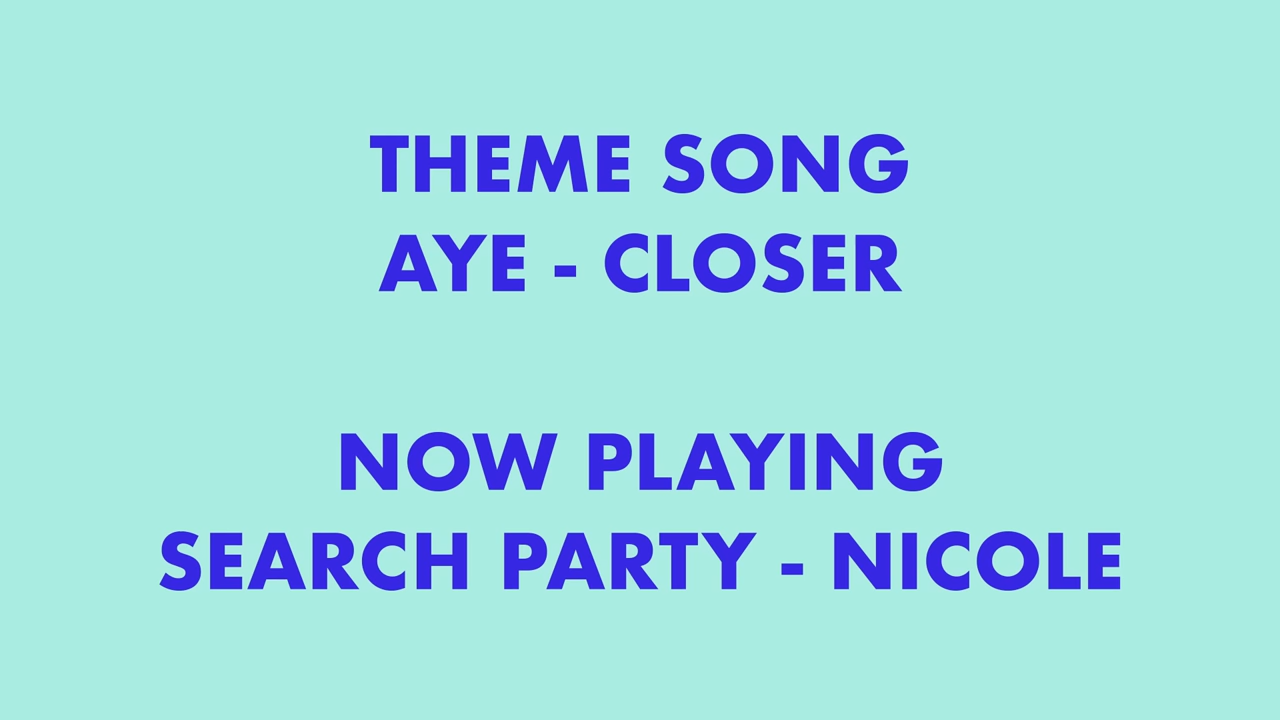 THEME SONG
AYE - CLOSER
NOW PLAYING
SEARCH PARTY - NICOLE